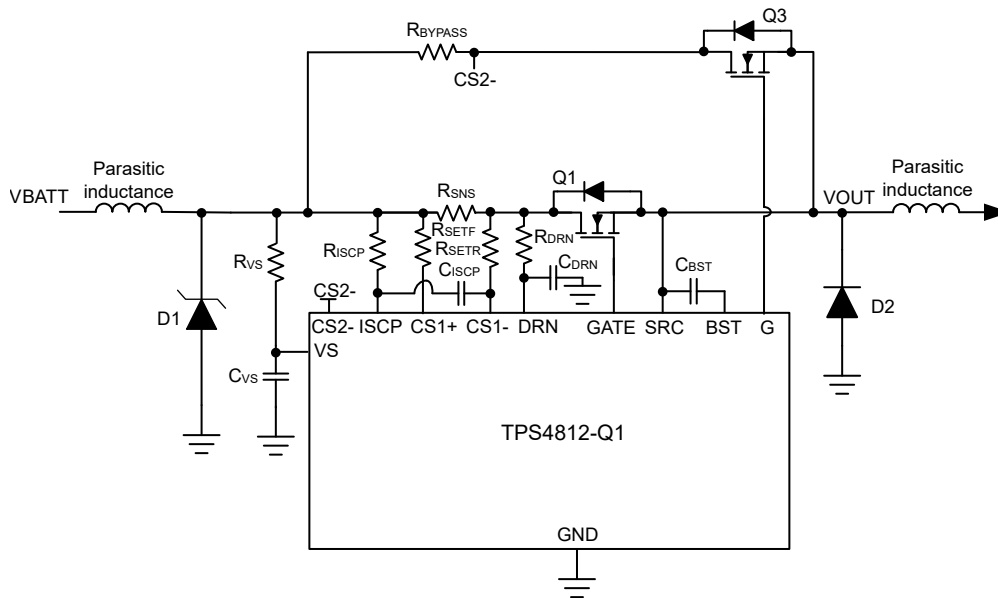 Q3
RBYPASS
CS2-
Parasitic
inductance
VBATT
Q1
RSNS
VOUT
Parasitic
inductance
RSETF
RISCP
RSETR
RDRN
CISCP
CDRN
CBST
RVS
CS2-
D1
D2
CS2- ISCP CS1+ CS1- DRN GATE SRC BST G
VS
CVS
TPS4812-Q1
GND